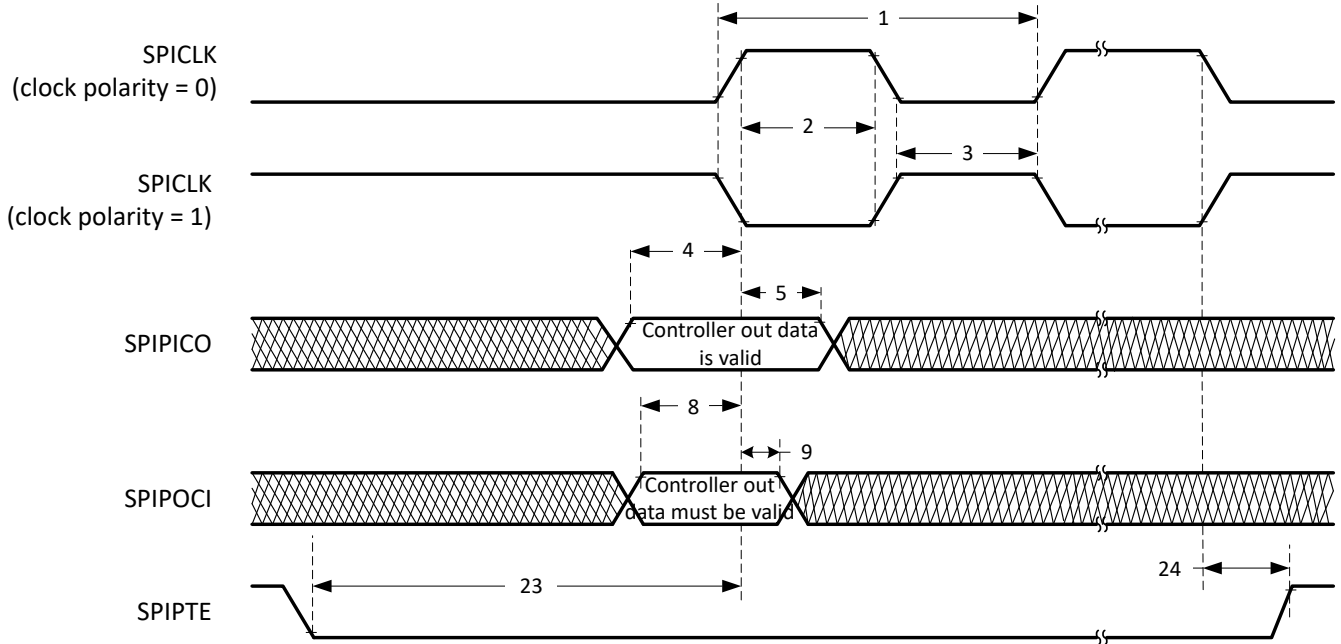 1
SPICLK
(clock polarity = 0)
2
3
SPICLK
(clock polarity = 1)
4
5
SPIPICO
Controller out data
is valid
8
9
SPIPOCI
Controller out
data must be valid
23
24
SPIPTE